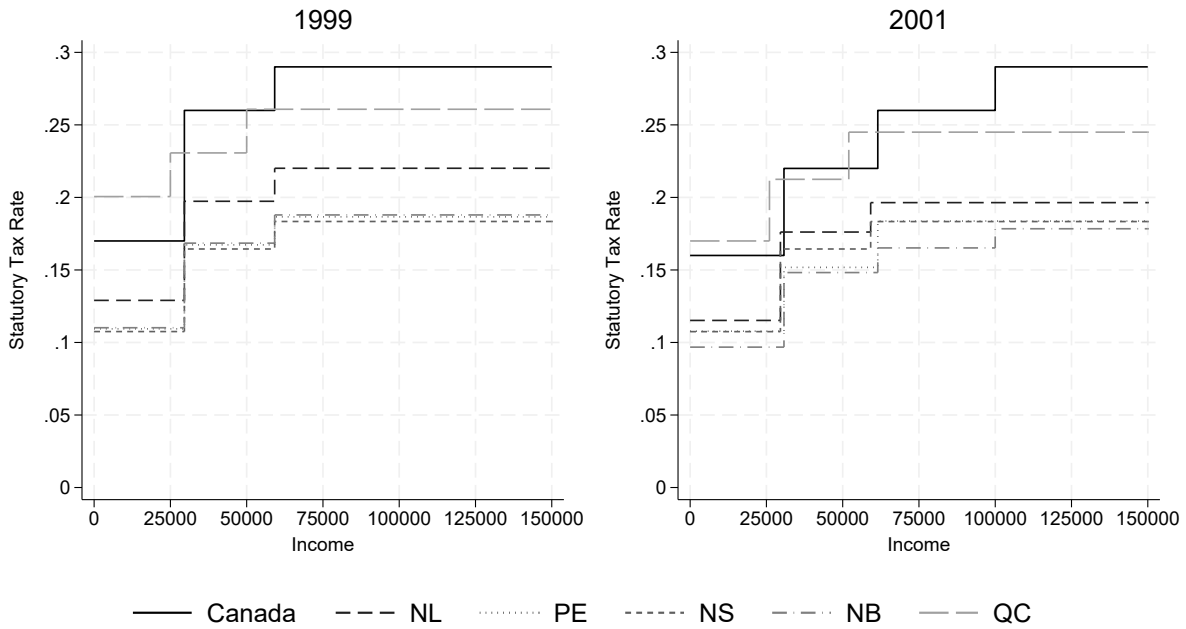 1999
Statutory Tax Rate
.3
.25
.2
.15
.1
.05
0
0 25000 50000 75000 100000 125000 150000
Income
2001
Statutory Tax Rate
.3
.25
.2
.15
.1
.05
0
0 25000 50000 75000 100000 125000 150000
Income
Canada NL PE NS NB QC